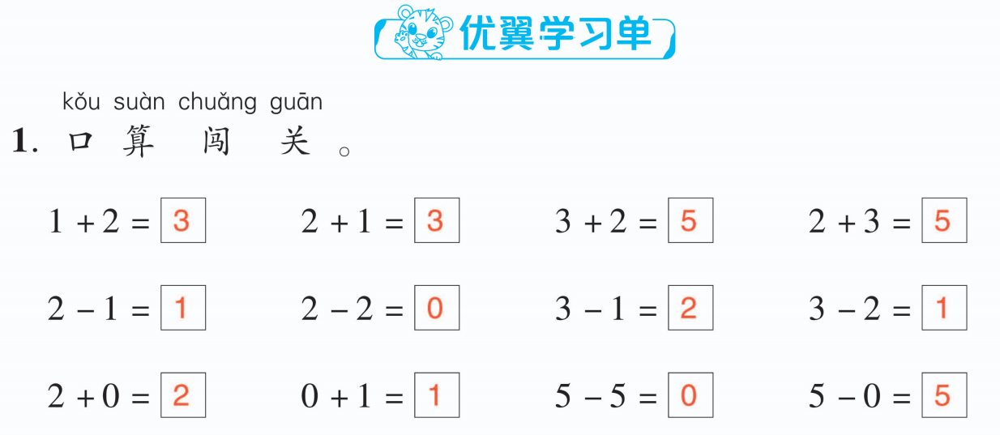 优翼学习单
kǒu suàn chuǎng guān
1. 口算闯关。
1 + 2 = 3 2 + 1 = 3 3 + 2 = 5 2 + 3 = 5
2 - 1 = 1 2 - 2 = 0 3 - 1 = 2 3 - 2 = 1
2 + 0 = 2 0 + 1 = 1 5 - 5 = 0 5 - 0 = 5